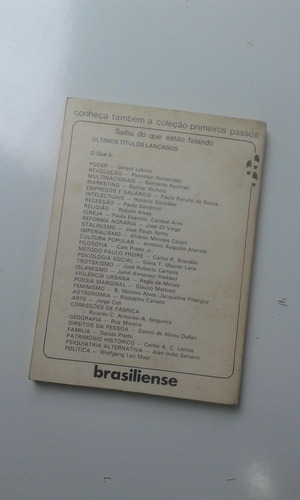 conheça também a coleção primeiros passos
Saiba do que estão falando
ÚLTIMOS TÍTULOS LANÇADOS
O Que é:
PODER — Gérard Lebrun
REVOLUÇÃO — Florestan Fernandes
MULTINACIONAIS — Bernardo Kucinski
MARKETING — Raimar Richers
EMPREGOS E SALÁRIOS — Paulo Renato de Souza
INTELECTUAIS — Horácio González
RECESSÃO — Paulo Sandroni
RELIGIÃO — Rubem Alves
IGREJA — Paulo Evaristo, Cardeal Arns
REFORMA AGRÁRIA — José Eli Veiga
STALINISMO — José Paulo Netto
IMPERIALISMO — Afrânio Mendes Catani
CULTURA POPULAR — Antônio Augusto Arantes
FILOSOFIA — Caio Prado Jr.
MÉTODO PAULO FREIRE — Carlos R. Brandão
PSICOLOGIA SOCIAL — Silvia T. Maurer Lane
TROTSKISMO — José Roberto Campos
ISLAMISMO — Jamil Almansur Haddad
VIOLÊNCIA URBANA — Regis de Morais
POESIA MARGINAL — Glauco Mattoso
FEMINISMO — B. Moreira Alves/Jacqueline Pitanguy
ASTRONOMIA — Rodolpho Caniato
ARTE — Jorge Coli
COMISSÕES DE FÁBRICA
— Ricardo C. Antunes/A. Nogueira
GEOGRAFIA — Ruy Moreira
DIREITOS DA PESSOA — Dalmo de Abreu Dallari
FAMÍLIA — Danda Prado
PATRIMÔNIO HISTÓRICO — Carlos A. C. Lemos
PSIQUIATRIA ALTERNATIVA — Alan Indio Serrano
POLÍTICA — Wolfgang Leo Maar
brasiliense